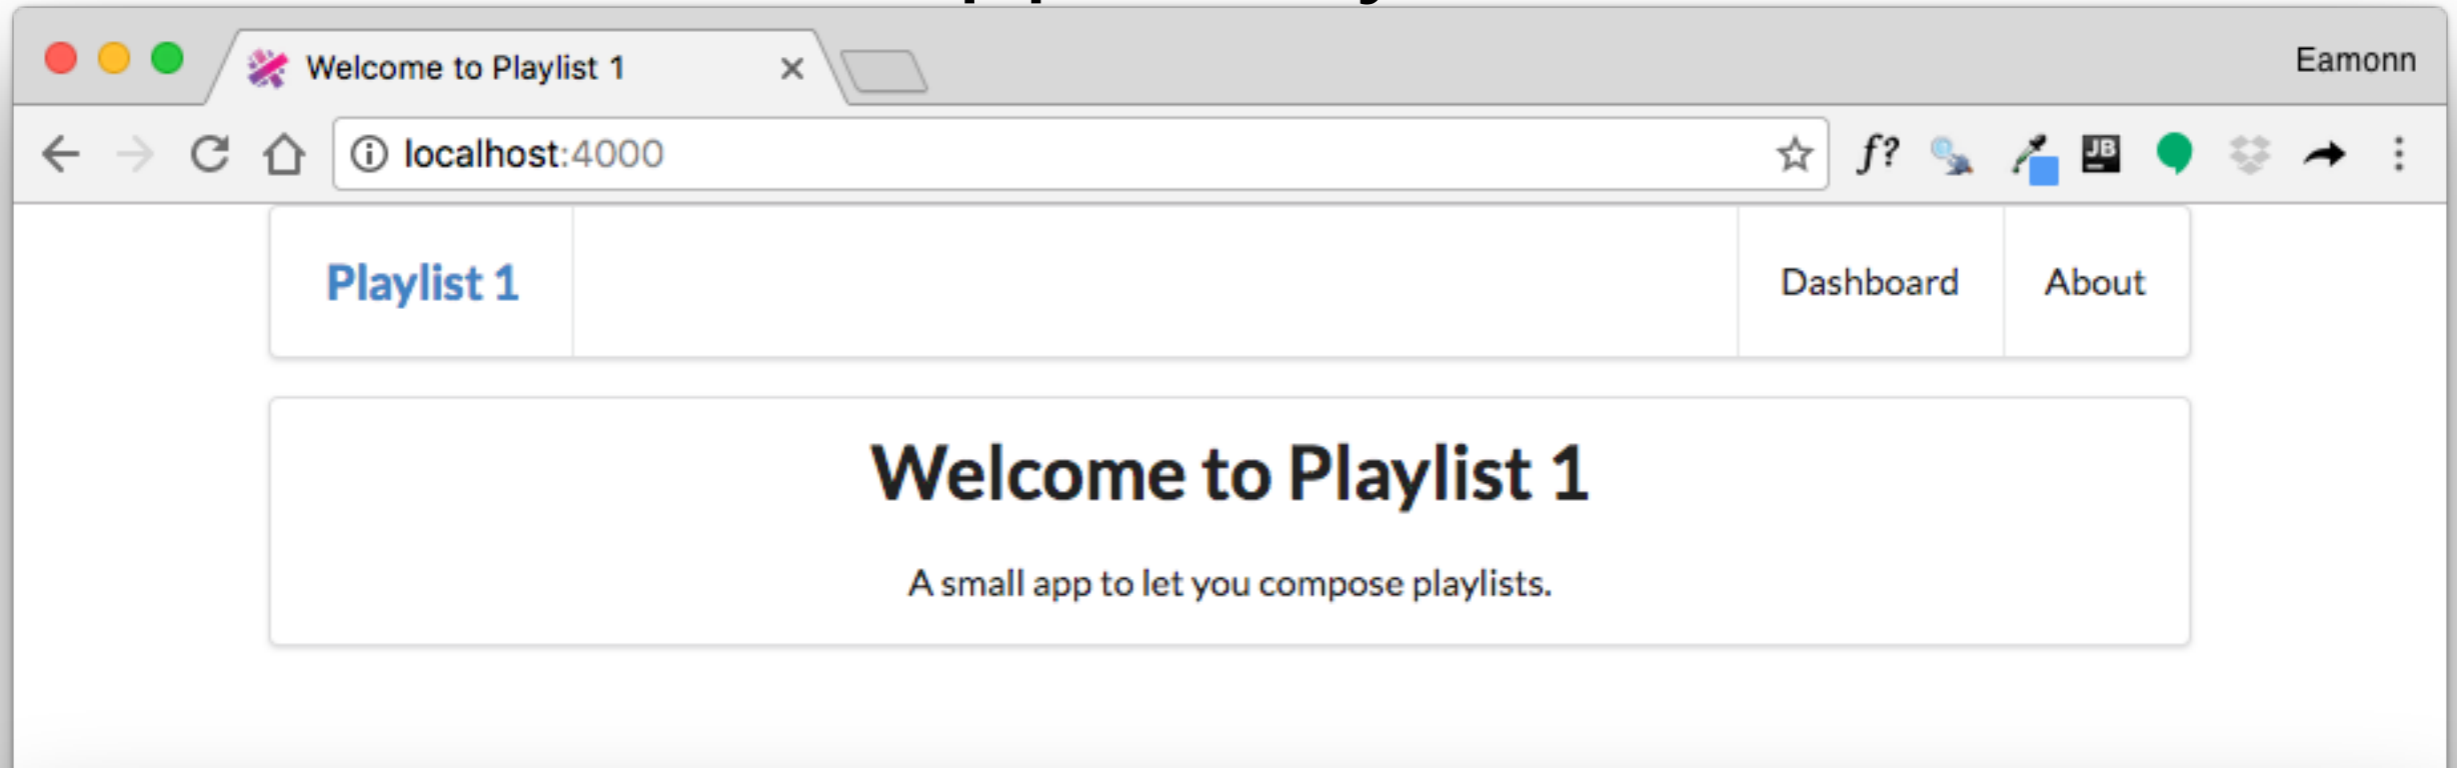 Welcome to Playlist 1
Eamonn
localhost:4000
f?
JB
Playlist 1
Dashboard
About
Welcome to Playlist 1
A small app to let you compose playlists.